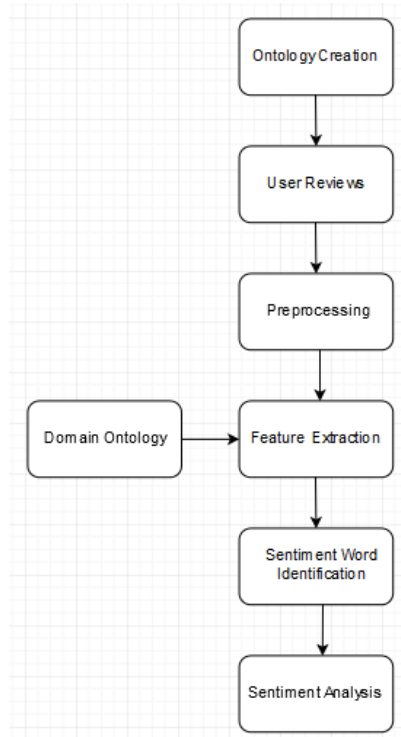 Ontology Creation
User Reviews
Preprocessing
Domain Ontology
Feature Extraction
Sentiment Word
Identification
Sentiment Analysis